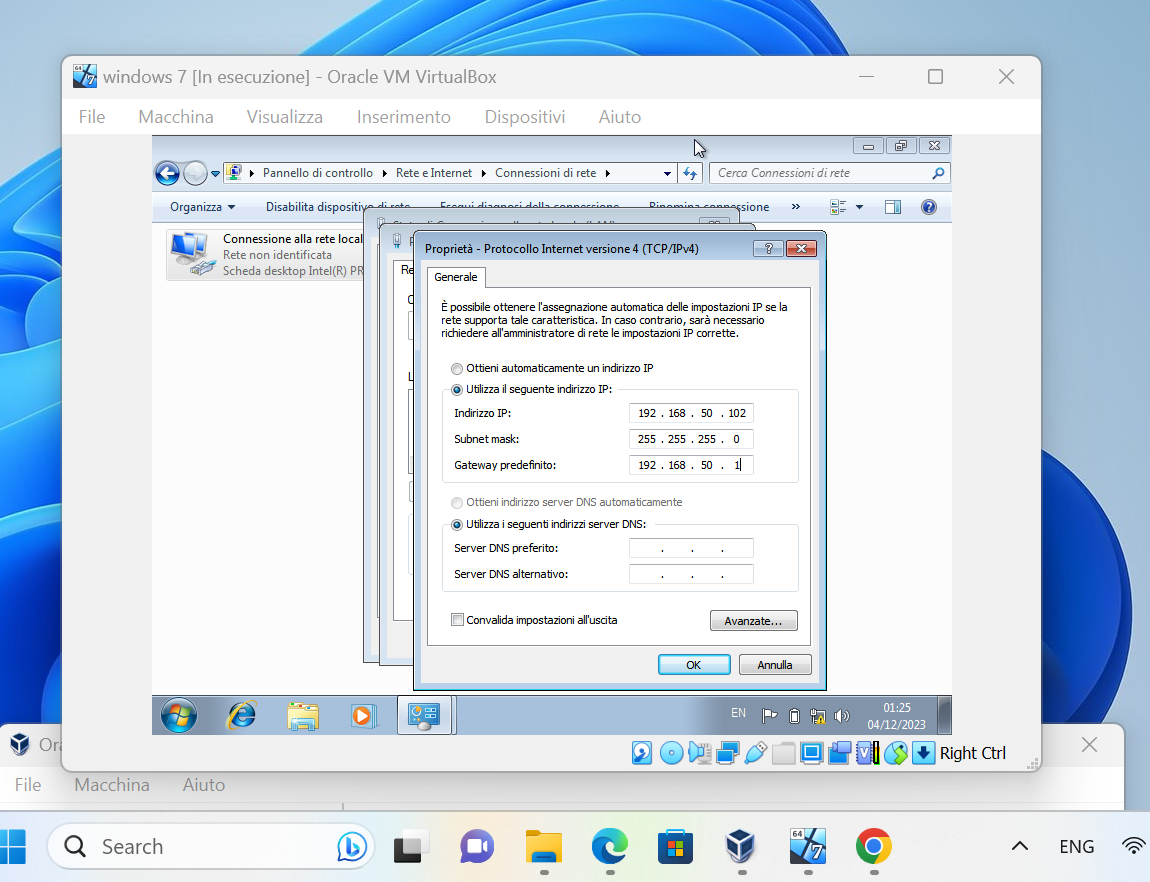 windows 7 [In esecuzione] - Oracle VM VirtualBox
File Macchina Visualizza Inserimento Dispositivi Aiuto
Pannello di controllo Rete e Internet Connessioni di rete Cerca Connessioni di rete
Organizza Disabilita dispositivo di rete Esegui diagnosi della connessione Rinomina connessione »
Connessione alla rete local
Rete non identificata
Scheda desktop Intel(R) PR
Proprietà - Protocollo Internet versione 4 (TCP/IPv4)
Generale
È possibile ottenere l'assegnazione automatica delle impostazioni IP se la
rete supporta tale caratteristica. In caso contrario, sarà necessario
richiedere all'amministratore di rete le impostazioni IP corrette.
Ottieni automaticamente un indirizzo IP
Utilizza il seguente indirizzo IP:
Indirizzo IP: 192 . 168 . 50 . 102
Subnet mask: 255 . 255 . 255 . 0
Gateway predefinito: 192 . 168 . 50 . 1
Ottieni indirizzo server DNS automaticamente
Utilizza i seguenti indirizzi server DNS:
Server DNS preferito: . . .
Server DNS alternativo: . . .
Convalida impostazioni all'uscita
Avanzate...
OK Annulla
EN
01:25
04/12/2023
Right Ctrl
Ora
File Macchina Aiuto
Search
64
ENG